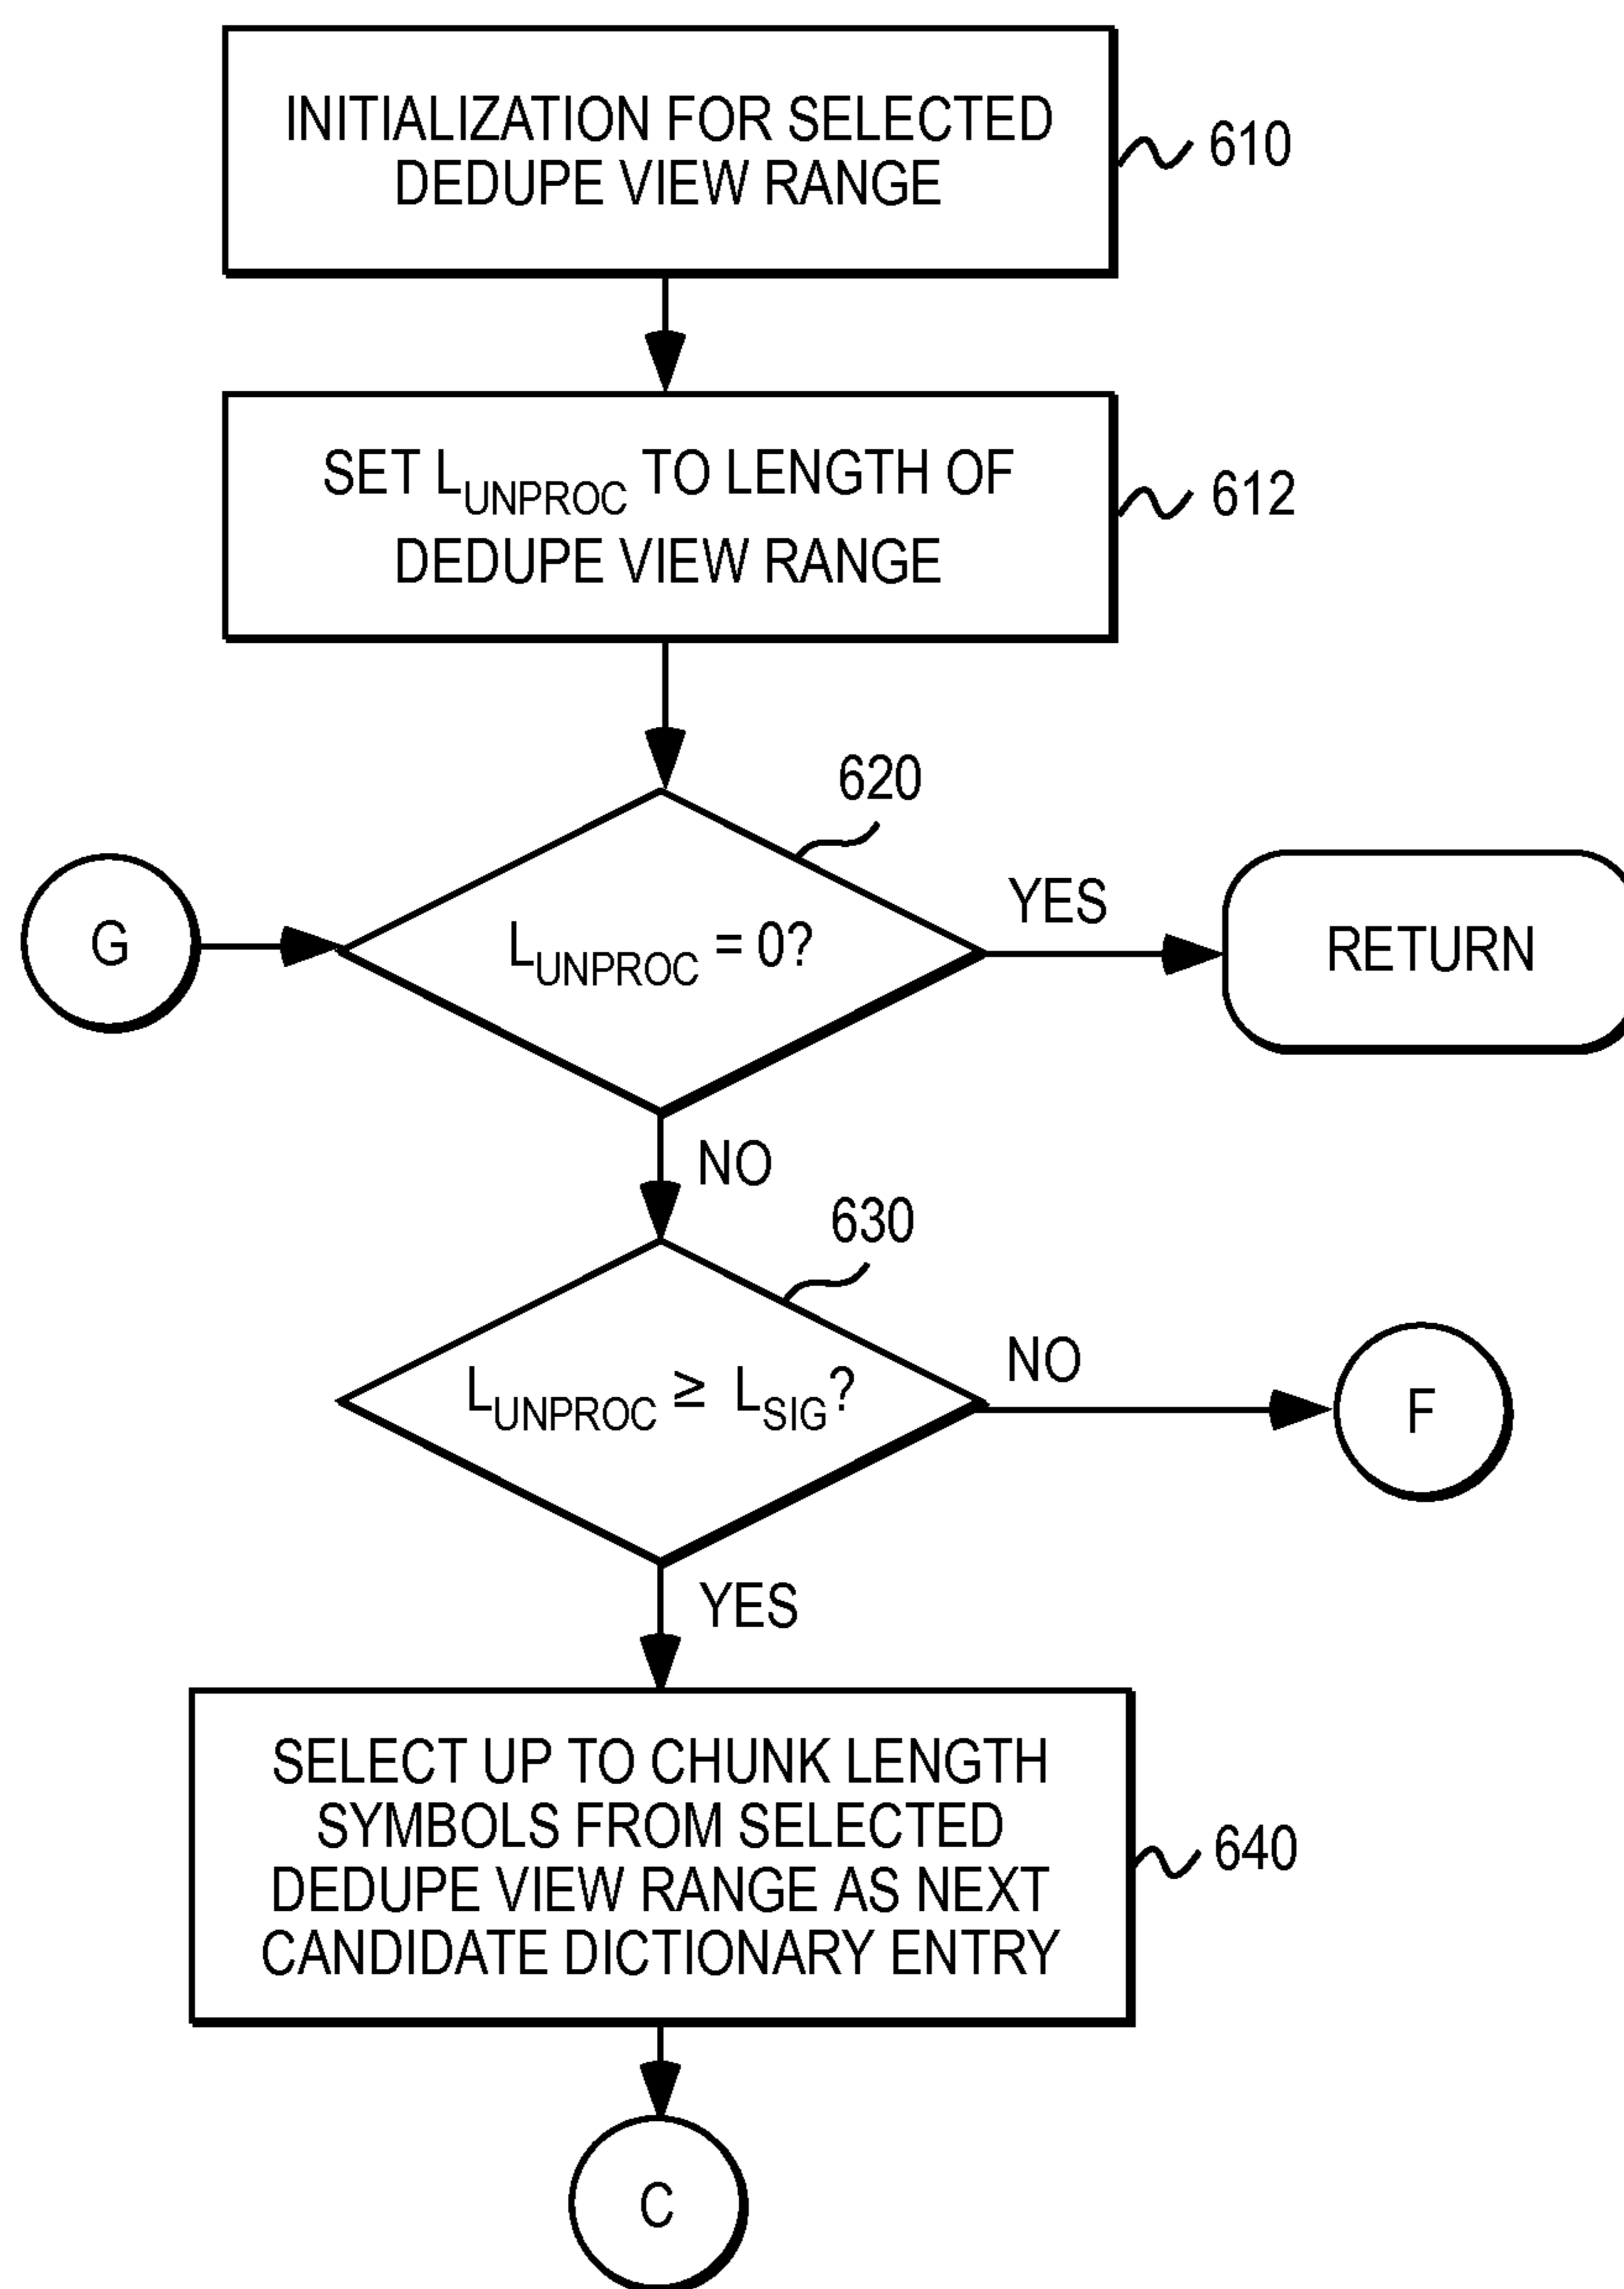 INITIALIZATION FOR SELECTED
DEDUPE VIEW RANGE
610
SET LUNPROC TO LENGTH OF
DEDUPE VIEW RANGE
612
620
G
LUNPROC = 0?
YES
RETURN
NO
630
LUNPROC ≥ LSIG?
NO
F
YES
SELECT UP TO CHUNK LENGTH
SYMBOLS FROM SELECTED
DEDUPE VIEW RANGE AS NEXT
CANDIDATE DICTIONARY ENTRY
640
C